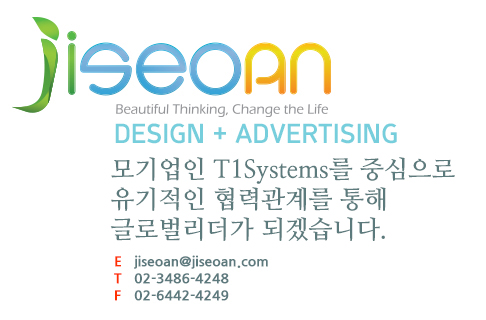 jiseoan
Beautiful Thinking, Change the Life
DESIGN + ADVERTISING
모기업인 T1Systems를 중심으로
유기적인 협력관계를 통해
글로벌리더가 되겠습니다.
E jiseoan@jiseoan.com
T 02-3486-4248
F 02-6442-4249